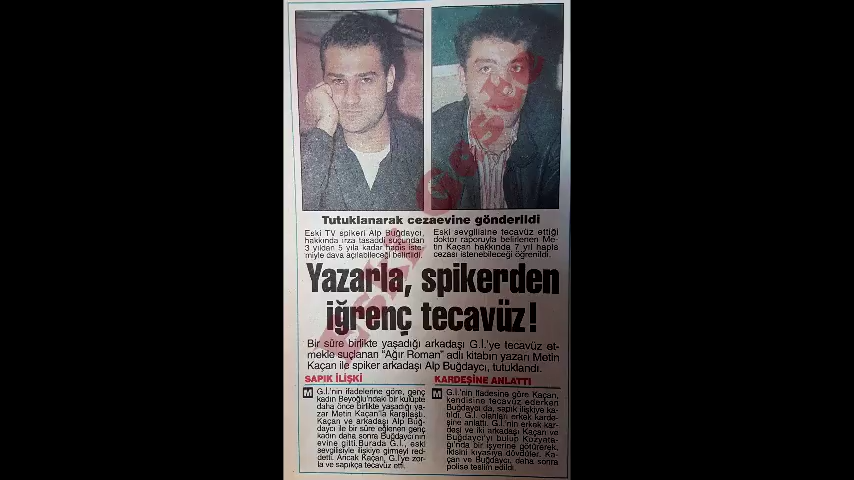 Tutuklanarak cezaevine gönderildi
Eski TV spikeri Alp Buğdaycı,
hakkında ırza tasaddi suçundan
3 yıldan 5 yıla kadar hapis iste-
miyle dava açılabileceği belirtildi.
Eski sevgilisine tecavüz ettiği
doktor raporuyla belirlenen Me-
tin Kaçan hakkında 7 yıl hapis
cezası istenebileceği öğrenildi.
Yazarla, spikerden
iğrenç tecavüz!
Bir süre birlikte yaşadığı arkadaşı G.İ.'ye tecavüz et-
mekle suçlanan "Ağır Roman" adlı kitabın yazarı Metin
Kaçan ile spiker arkadaşı Alp Buğdaycı, tutuklandı.
SAPIK İLİŞKİ
M G.İ.'nin ifadelerine göre, genç
kadın Beyoğlu'ndaki bir kulüpte
daha önce birlikte yaşadığı ya-
zar Metin Kaçan'la karşılaştı.
Kaçan ve arkadaşı Alp Buğ-
daycı ile bir süre eğlenen genç
kadın daha sonra Buğdaycı'nın
evine gitti. Burada G.İ., eski
sevgilisiyle ilişkiye girmeyi red-
detti. Ancak Kaçan, G.İ'ye zor-
la ve sapıkça tecavüz etti.
KARDEŞİNE ANLATTI
M G.İ.'nin ifadesine göre Kaçan,
kendisine tecavüz ederken
Buğdaycı da, sapık ilişkiye ka-
tıldı. G.İ. olanları erkek karde-
şine anlattı. G.İ.'nin erkek kar-
deşi ve iki arkadaşı Kaçan ve
Buğdaycı'yı bulup Kozyata-
ğı'nda bir işyerine götürerek,
ikisini kıyasıya dövdüler. Ka-
çan ve Buğdaycı, daha sonra
polise teslim edildi.